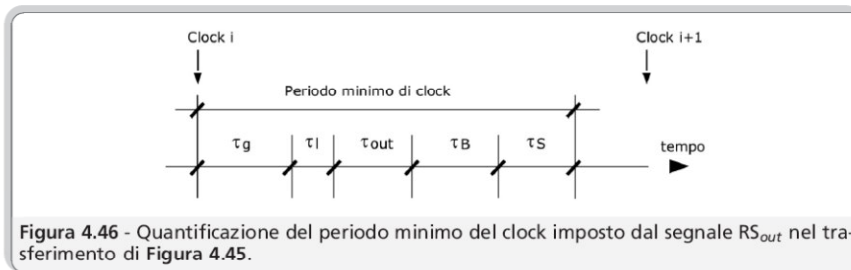 Clock i
Clock i+1
Periodo minimo di clock
τg
τl
τout
τB
τS
tempo
Figura 4.46 - Quantificazione del periodo minimo del clock imposto dal segnale RSout nel tra-
sferimento di Figura 4.45.